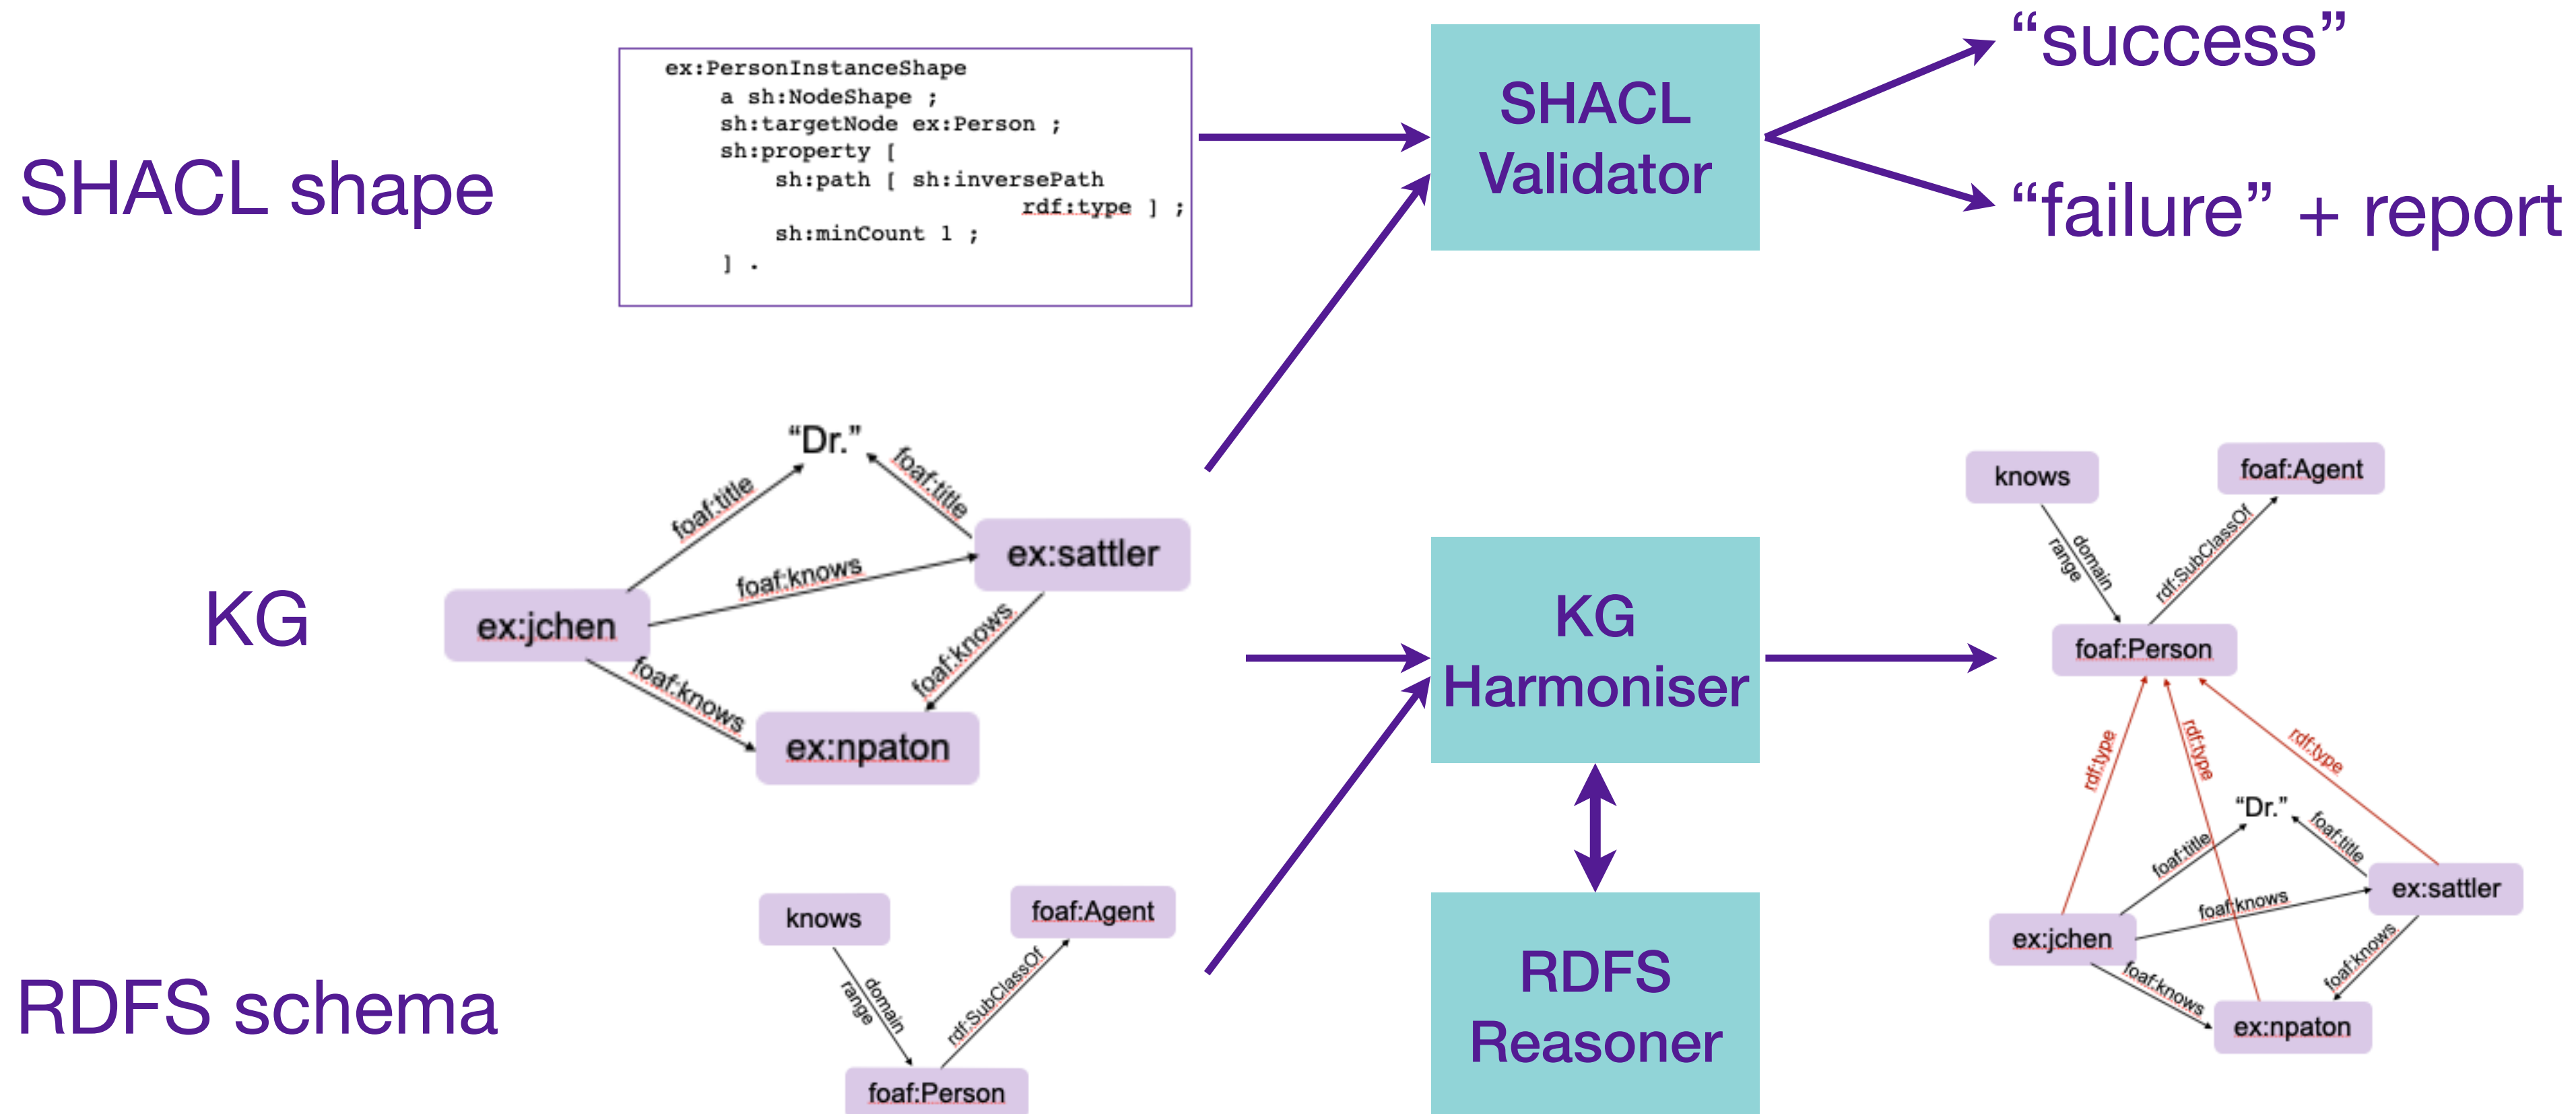 SHACL shape
ex:PersonInstanceShape
a sh:NodeShape ;
sh:targetNode ex:Person ;
sh:property [
sh:path [ sh:inversePath
rdf:type ] ;
sh:minCount 1 ;
] .
SHACL
Validator
“success”
“failure” + report
KG
“Dr.”
foaf:title
foaf:title
ex:sattler
foaf:knows
ex:jchen
foaf:knows
foaf:knows
ex:npaton
KG
Harmoniser
RDFS schema
knows
foaf:Agent
domain
range
rdf:SubClassOf
foaf:Person
RDFS
Reasoner
knows
foaf:Agent
domain
range
rdf:SubClassOf
foaf:Person
rdf:type
rdf:type
rdf:type
“Dr.”
foaf:title
foaf:title
ex:sattler
foaf:knows
ex:jchen
foaf:knows
foaf:knows
ex:npaton